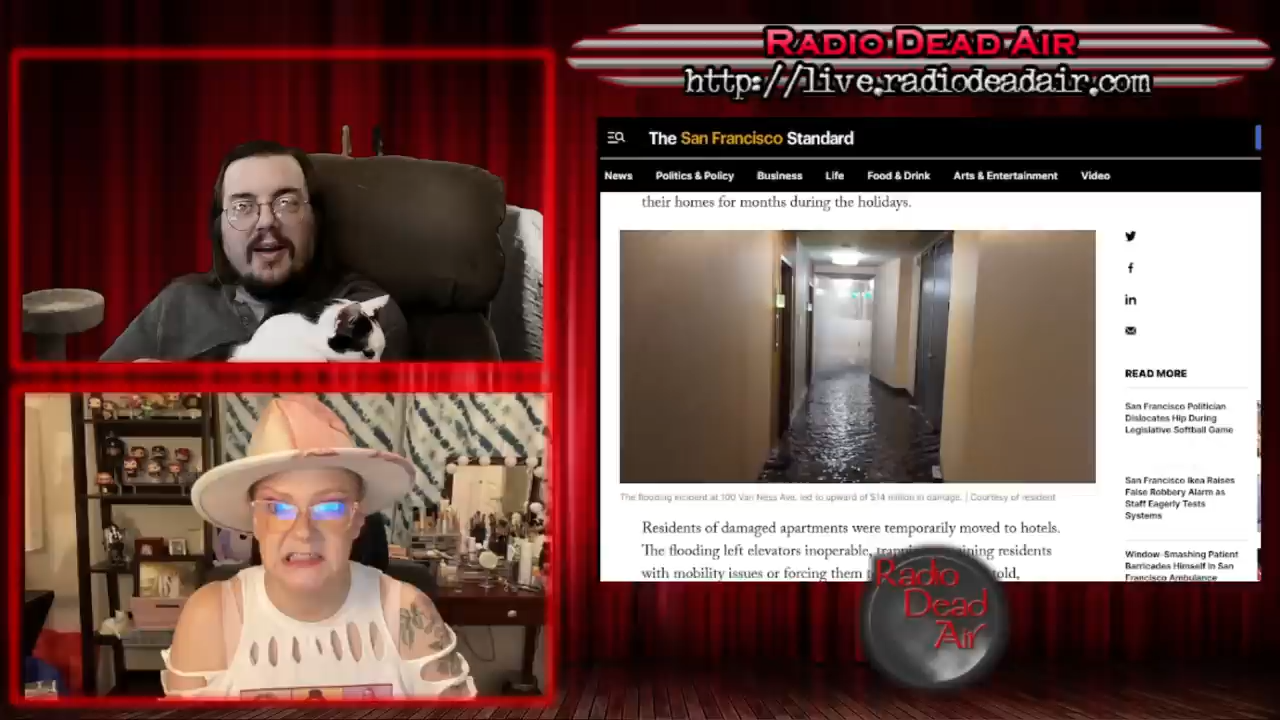 Radio Dead Air
http://live.radiodeadair.com
The San Francisco Standard
News Politics & Policy Business Life Food & Drink Arts & Entertainment Video
their homes for months during the holidays.
The flooding incident at 100 Van Ness Ave. led to upward of $14 million in damage. | Courtesy of resident
Residents of damaged apartments were temporarily moved to hotels.
The flooding left elevators inoperable, residents
with mobility issues or forcing them
READ MORE
San Francisco Politician
Dislocates Hip During
Legislative Softball Game
San Francisco Ikea Raises
False Robbery Alarm as
Staff Eagerly Tests
Systems
Window-Smashing Patient
Barricades Himself in San
Francisco Ambulance
Radio
Dead
Air